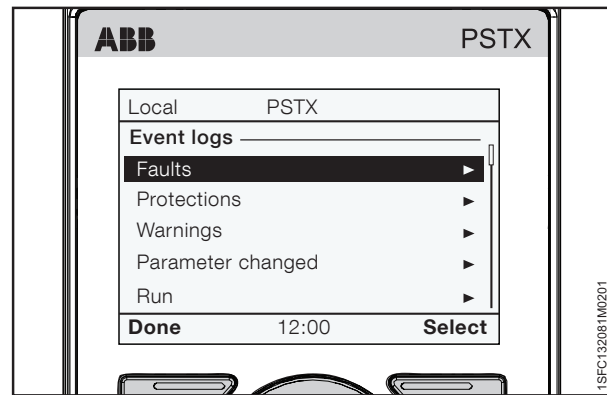 ABB PSTX
Local PSTX
Event logs
Faults
Protections
Warnings
Parameter changed
Run
Done 12:00 Select
1SFC132081M0201